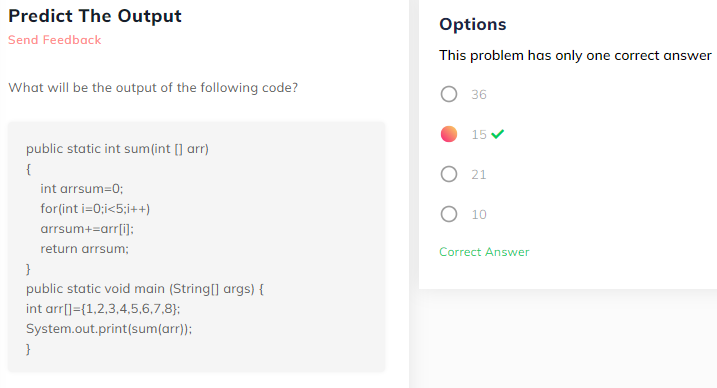 Predict The Output
Send Feedback
What will be the output of the following code?
public static int sum(int [] arr)
{
int arrsum=0;
for(int i=0;i<5;i++)
arrsum+=arr[i];
return arrsum;
}
public static void main (String[] args) {
int arr[]={1,2,3,4,5,6,7,8};
System.out.print(sum(arr));
}
Options
This problem has only one correct answer
36
15
21
10
Correct Answer